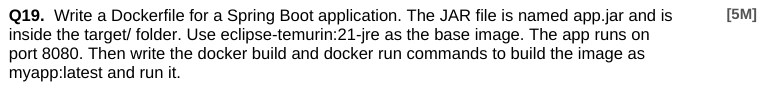 Q19. Write a Dockerfile for a Spring Boot application. The JAR file is named app.jar and is [5M]
inside the target/ folder. Use eclipse-temurin:21-jre as the base image. The app runs on
port 8080. Then write the docker build and docker run commands to build the image as
myapp:latest and run it.